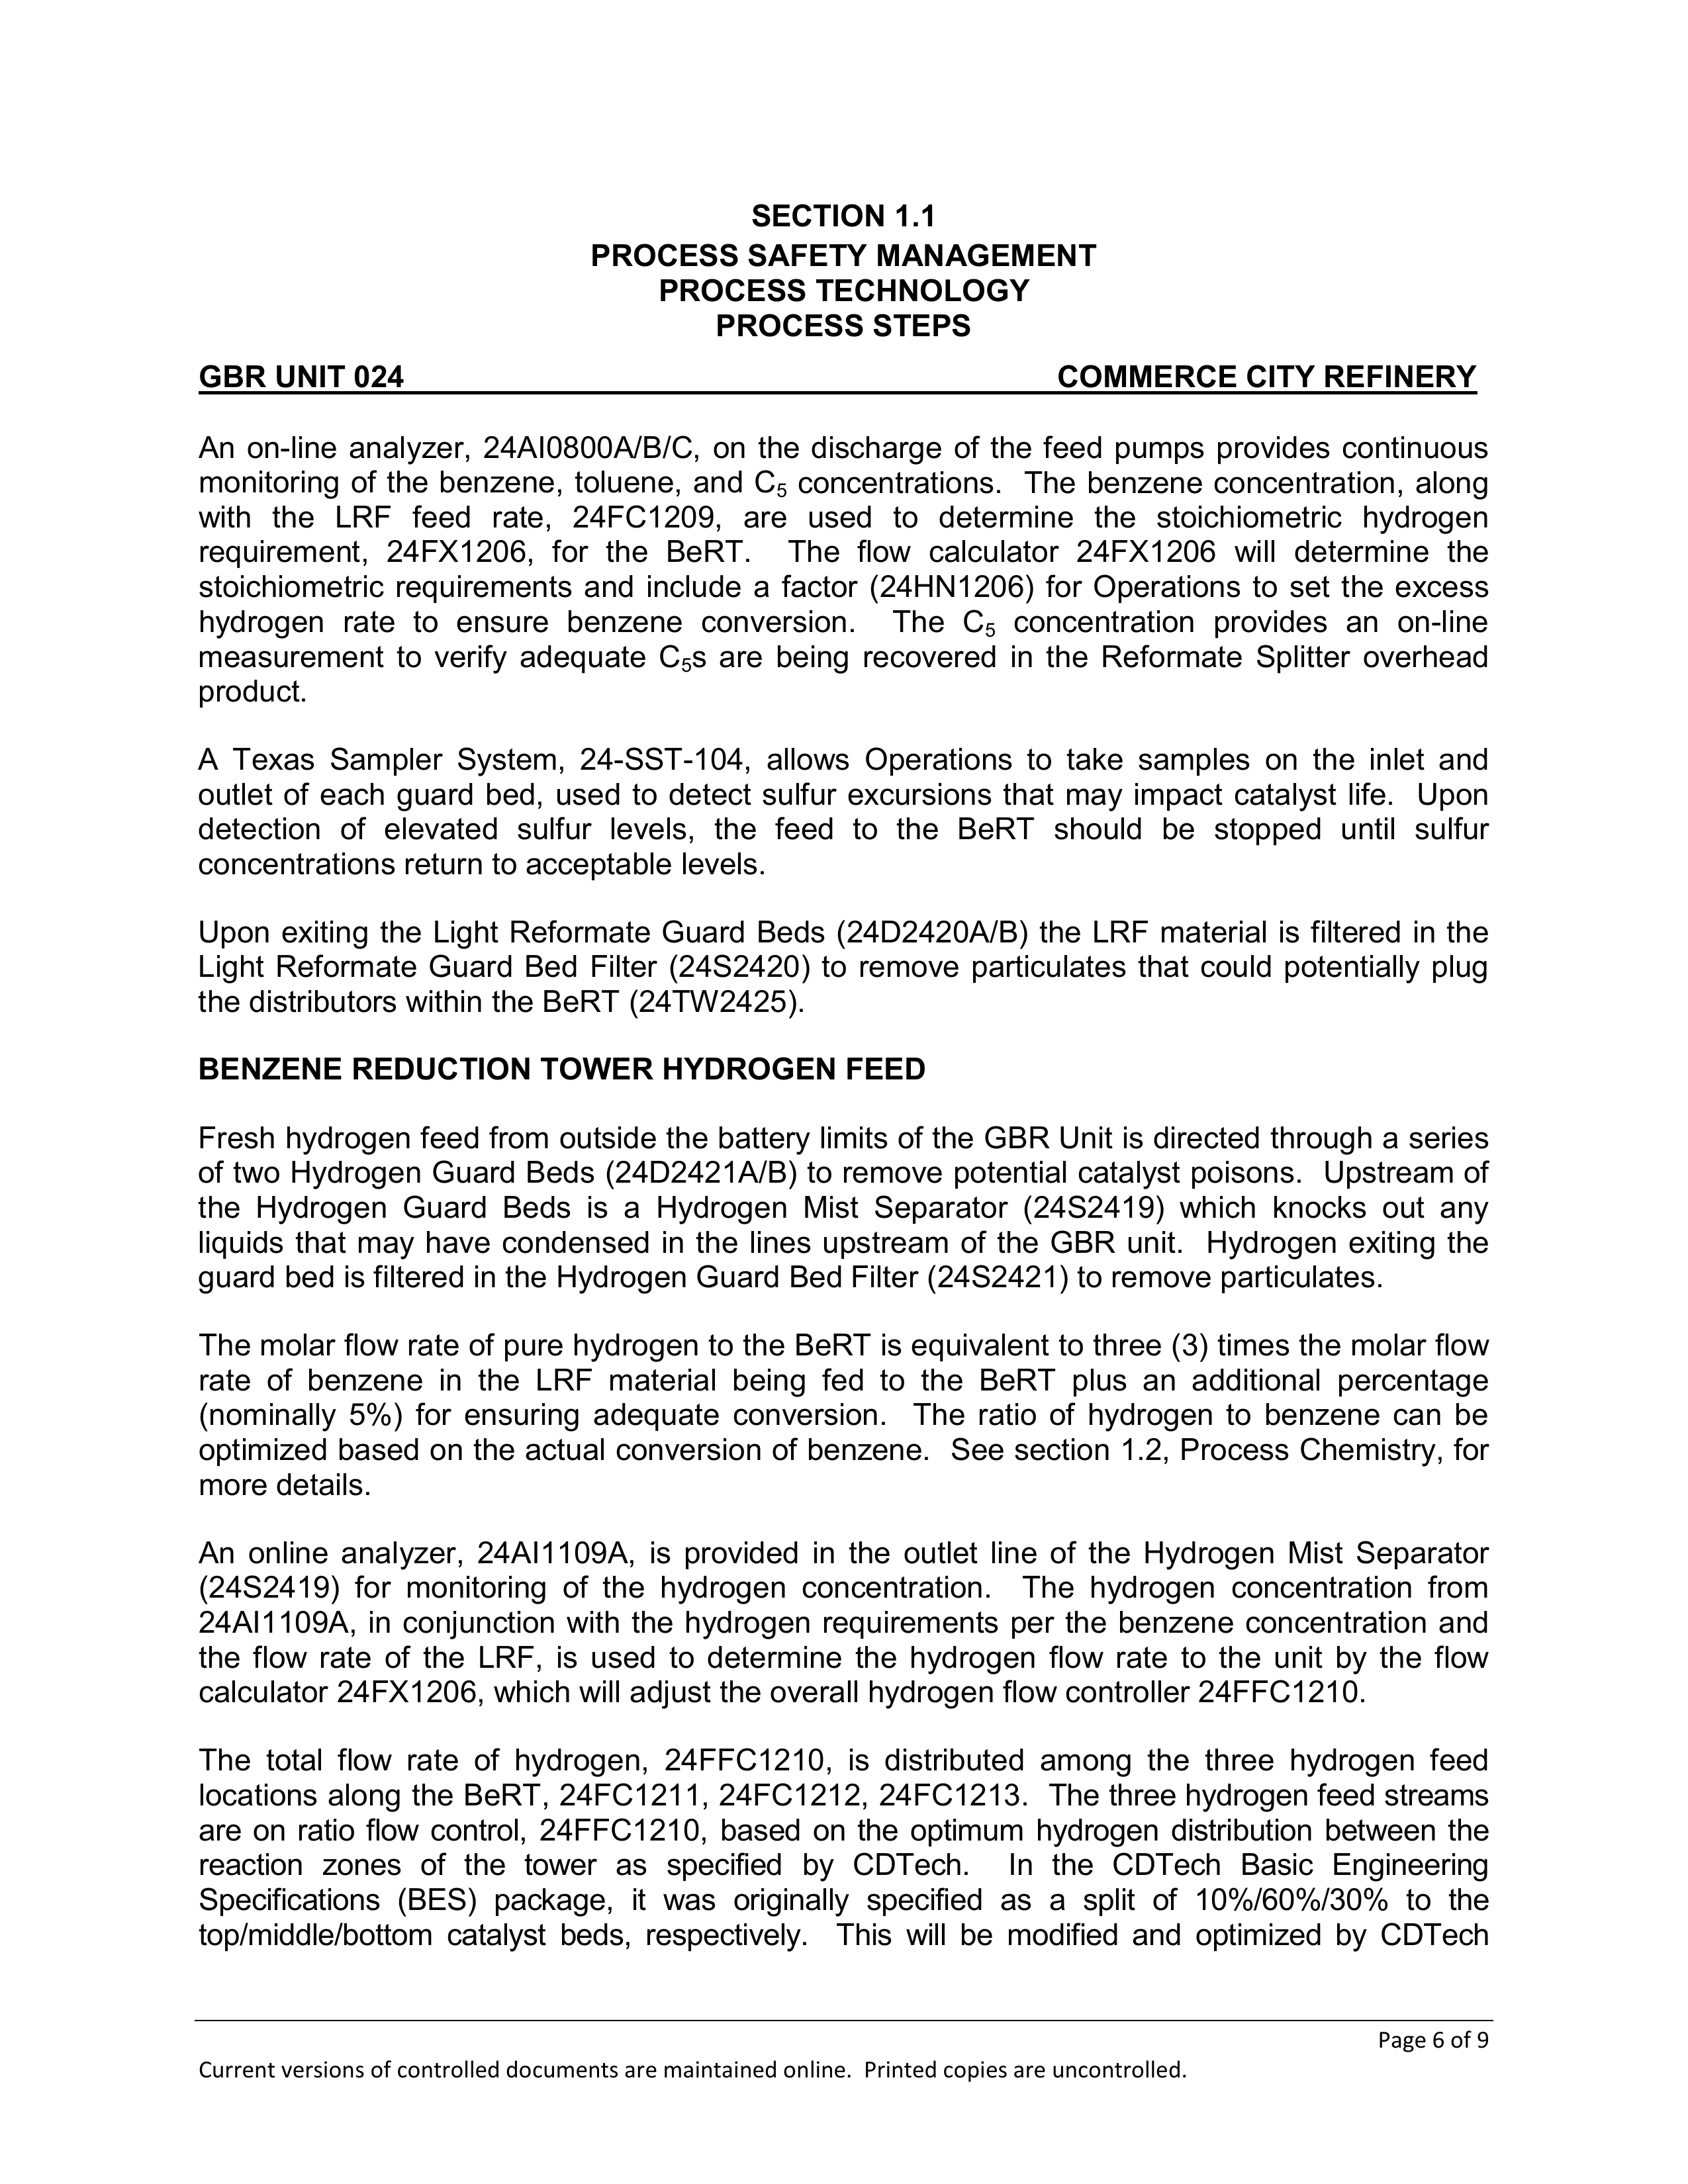 SECTION 1.1
PROCESS SAFETY MANAGEMENT
PROCESS TECHNOLOGY
PROCESS STEPS
GBR UNIT 024 COMMERCE CITY REFINERY
An on-line analyzer, 24AI0800A/B/C, on the discharge of the feed pumps provides continuous
monitoring of the benzene, toluene, and C5 concentrations. The benzene concentration, along
with the LRF feed rate, 24FC1209, are used to determine the stoichiometric hydrogen
requirement, 24FX1206, for the BeRT. The flow calculator 24FX1206 will determine the
stoichiometric requirements and include a factor (24HN1206) for Operations to set the excess
hydrogen rate to ensure benzene conversion. The C5 concentration provides an on-line
measurement to verify adequate C5s are being recovered in the Reformate Splitter overhead
product.
A Texas Sampler System, 24-SST-104, allows Operations to take samples on the inlet and
outlet of each guard bed, used to detect sulfur excursions that may impact catalyst life. Upon
detection of elevated sulfur levels, the feed to the BeRT should be stopped until sulfur
concentrations return to acceptable levels.
Upon exiting the Light Reformate Guard Beds (24D2420A/B) the LRF material is filtered in the
Light Reformate Guard Bed Filter (24S2420) to remove particulates that could potentially plug
the distributors within the BeRT (24TW2425).
BENZENE REDUCTION TOWER HYDROGEN FEED
Fresh hydrogen feed from outside the battery limits of the GBR Unit is directed through a series
of two Hydrogen Guard Beds (24D2421A/B) to remove potential catalyst poisons. Upstream of
the Hydrogen Guard Beds is a Hydrogen Mist Separator (24S2419) which knocks out any
liquids that may have condensed in the lines upstream of the GBR unit. Hydrogen exiting the
guard bed is filtered in the Hydrogen Guard Bed Filter (24S2421) to remove particulates.
The molar flow rate of pure hydrogen to the BeRT is equivalent to three (3) times the molar flow
rate of benzene in the LRF material being fed to the BeRT plus an additional percentage
(nominally 5%) for ensuring adequate conversion. The ratio of hydrogen to benzene can be
optimized based on the actual conversion of benzene. See section 1.2, Process Chemistry, for
more details.
An online analyzer, 24AI1109A, is provided in the outlet line of the Hydrogen Mist Separator
(24S2419) for monitoring of the hydrogen concentration. The hydrogen concentration from
24AI1109A, in conjunction with the hydrogen requirements per the benzene concentration and
the flow rate of the LRF, is used to determine the hydrogen flow rate to the unit by the flow
calculator 24FX1206, which will adjust the overall hydrogen flow controller 24FFC1210.
The total flow rate of hydrogen, 24FFC1210, is distributed among the three hydrogen feed
locations along the BeRT, 24FC1211, 24FC1212, 24FC1213. The three hydrogen feed streams
are on ratio flow control, 24FFC1210, based on the optimum hydrogen distribution between the
reaction zones of the tower as specified by CDTech. In the CDTech Basic Engineering
Specifications (BES) package, it was originally specified as a split of 10%/60%/30% to the
top/middle/bottom catalyst beds, respectively. This will be modified and optimized by CDTech
Page 6 of 9
Current versions of controlled documents are maintained online. Printed copies are uncontrolled.